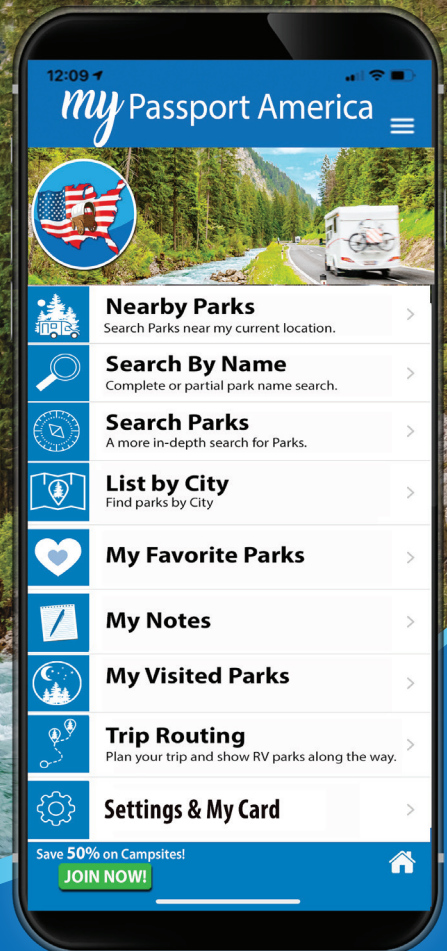 12:09
my Passport America
Nearby Parks
Search Parks near my current location.
Search By Name
Complete or partial park name search.
Search Parks
A more in-depth search for Parks.
List by City
Find parks by City
My Favorite Parks
My Notes
My Visited Parks
Trip Routing
Plan your trip and show RV parks along the way.
Settings & My Card
Save 50% on Campsites!
JOIN NOW!